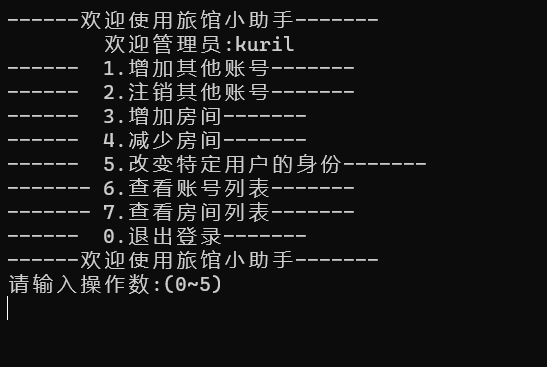 ------欢迎使用旅馆小助手-------
欢迎管理员:kuril
------ 1.增加其他账号-------
------ 2.注销其他账号-------
------ 3.增加房间-------
------ 4.减少房间-------
------ 5.改变特定用户的身份-------
------- 6.查看账号列表-------
------- 7.查看房间列表-------
------ 0.退出登录-------
------欢迎使用旅馆小助手-------
请输入操作数:(0~5)